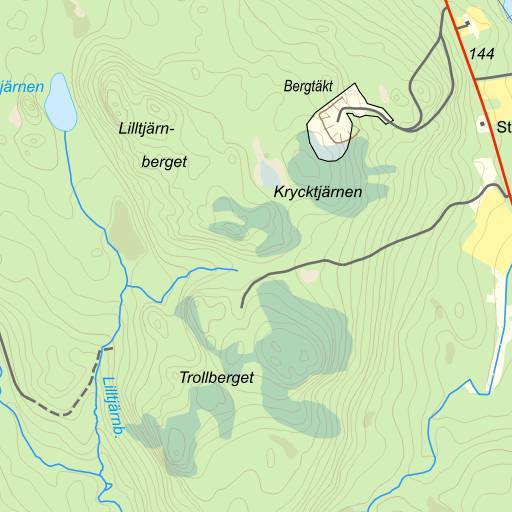 144
järnen
Bergtäkt
Lilltjärn-
berget
St
Krycktjärnen
Trollberget
Lilltjärnb.